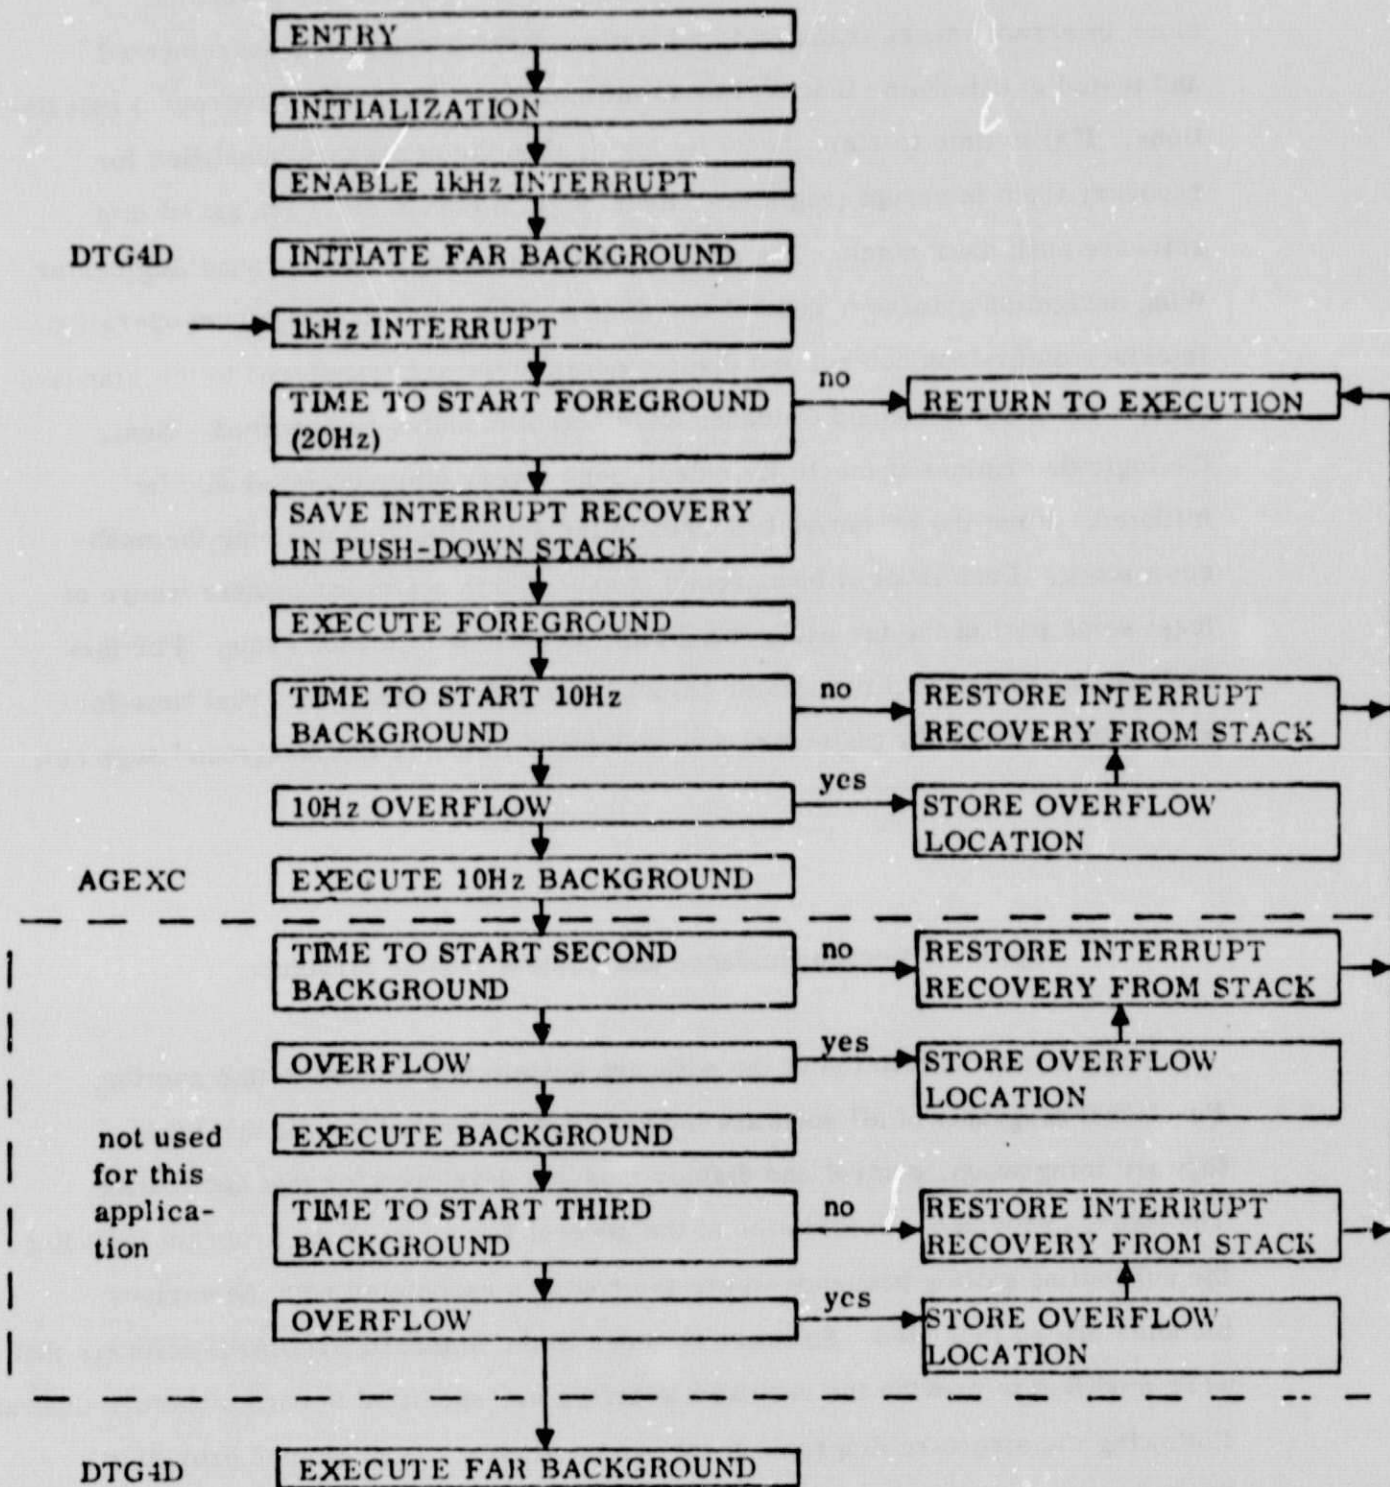 ENTRY
INITIALIZATION
ENABLE 1kHz INTERRUPT
DTG4D
INITIATE FAR BACKGROUND
1kHz INTERRUPT
TIME TO START FOREGROUND
(20Hz)
no
RETURN TO EXECUTION
SAVE INTERRUPT RECOVERY
IN PUSH-DOWN STACK
EXECUTE FOREGROUND
TIME TO START 10Hz
BACKGROUND
no
RESTORE INTERRUPT
RECOVERY FROM STACK
10Hz OVERFLOW
yes
STORE OVERFLOW
LOCATION
AGEXC
EXECUTE 10Hz BACKGROUND
TIME TO START SECOND
BACKGROUND
no
RESTORE INTERRUPT
RECOVERY FROM STACK
OVERFLOW
yes
STORE OVERFLOW
LOCATION
not used
for this
applica-
tion
EXECUTE BACKGROUND
TIME TO START THIRD
BACKGROUND
no
RESTORE INTERRUPT
RECOVERY FROM STACK
OVERFLOW
yes
STORE OVERFLOW
LOCATION
DTG4D
EXECUTE FAR BACKGROUND